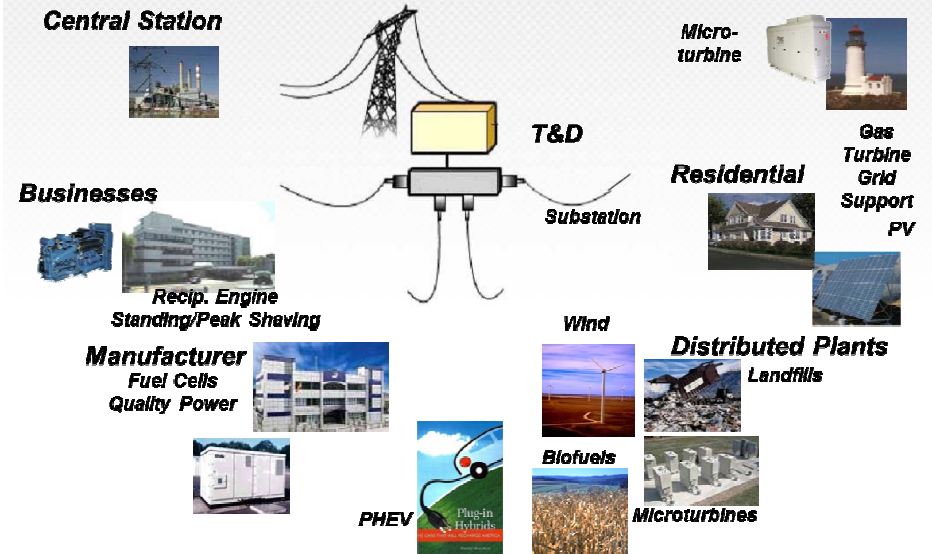 Central Station
Micro-
turbine
T&D
Gas
Turbine
Grid
Support
Businesses
Residential
Substation
PV
Recip. Engine
Standing/Peak Shaving
Wind
Manufacturer
Distributed Plants
Fuel Cells
Landfills
Quality Power
Biofuels
Plug-in
Hybrids
PHEV
Microturbines